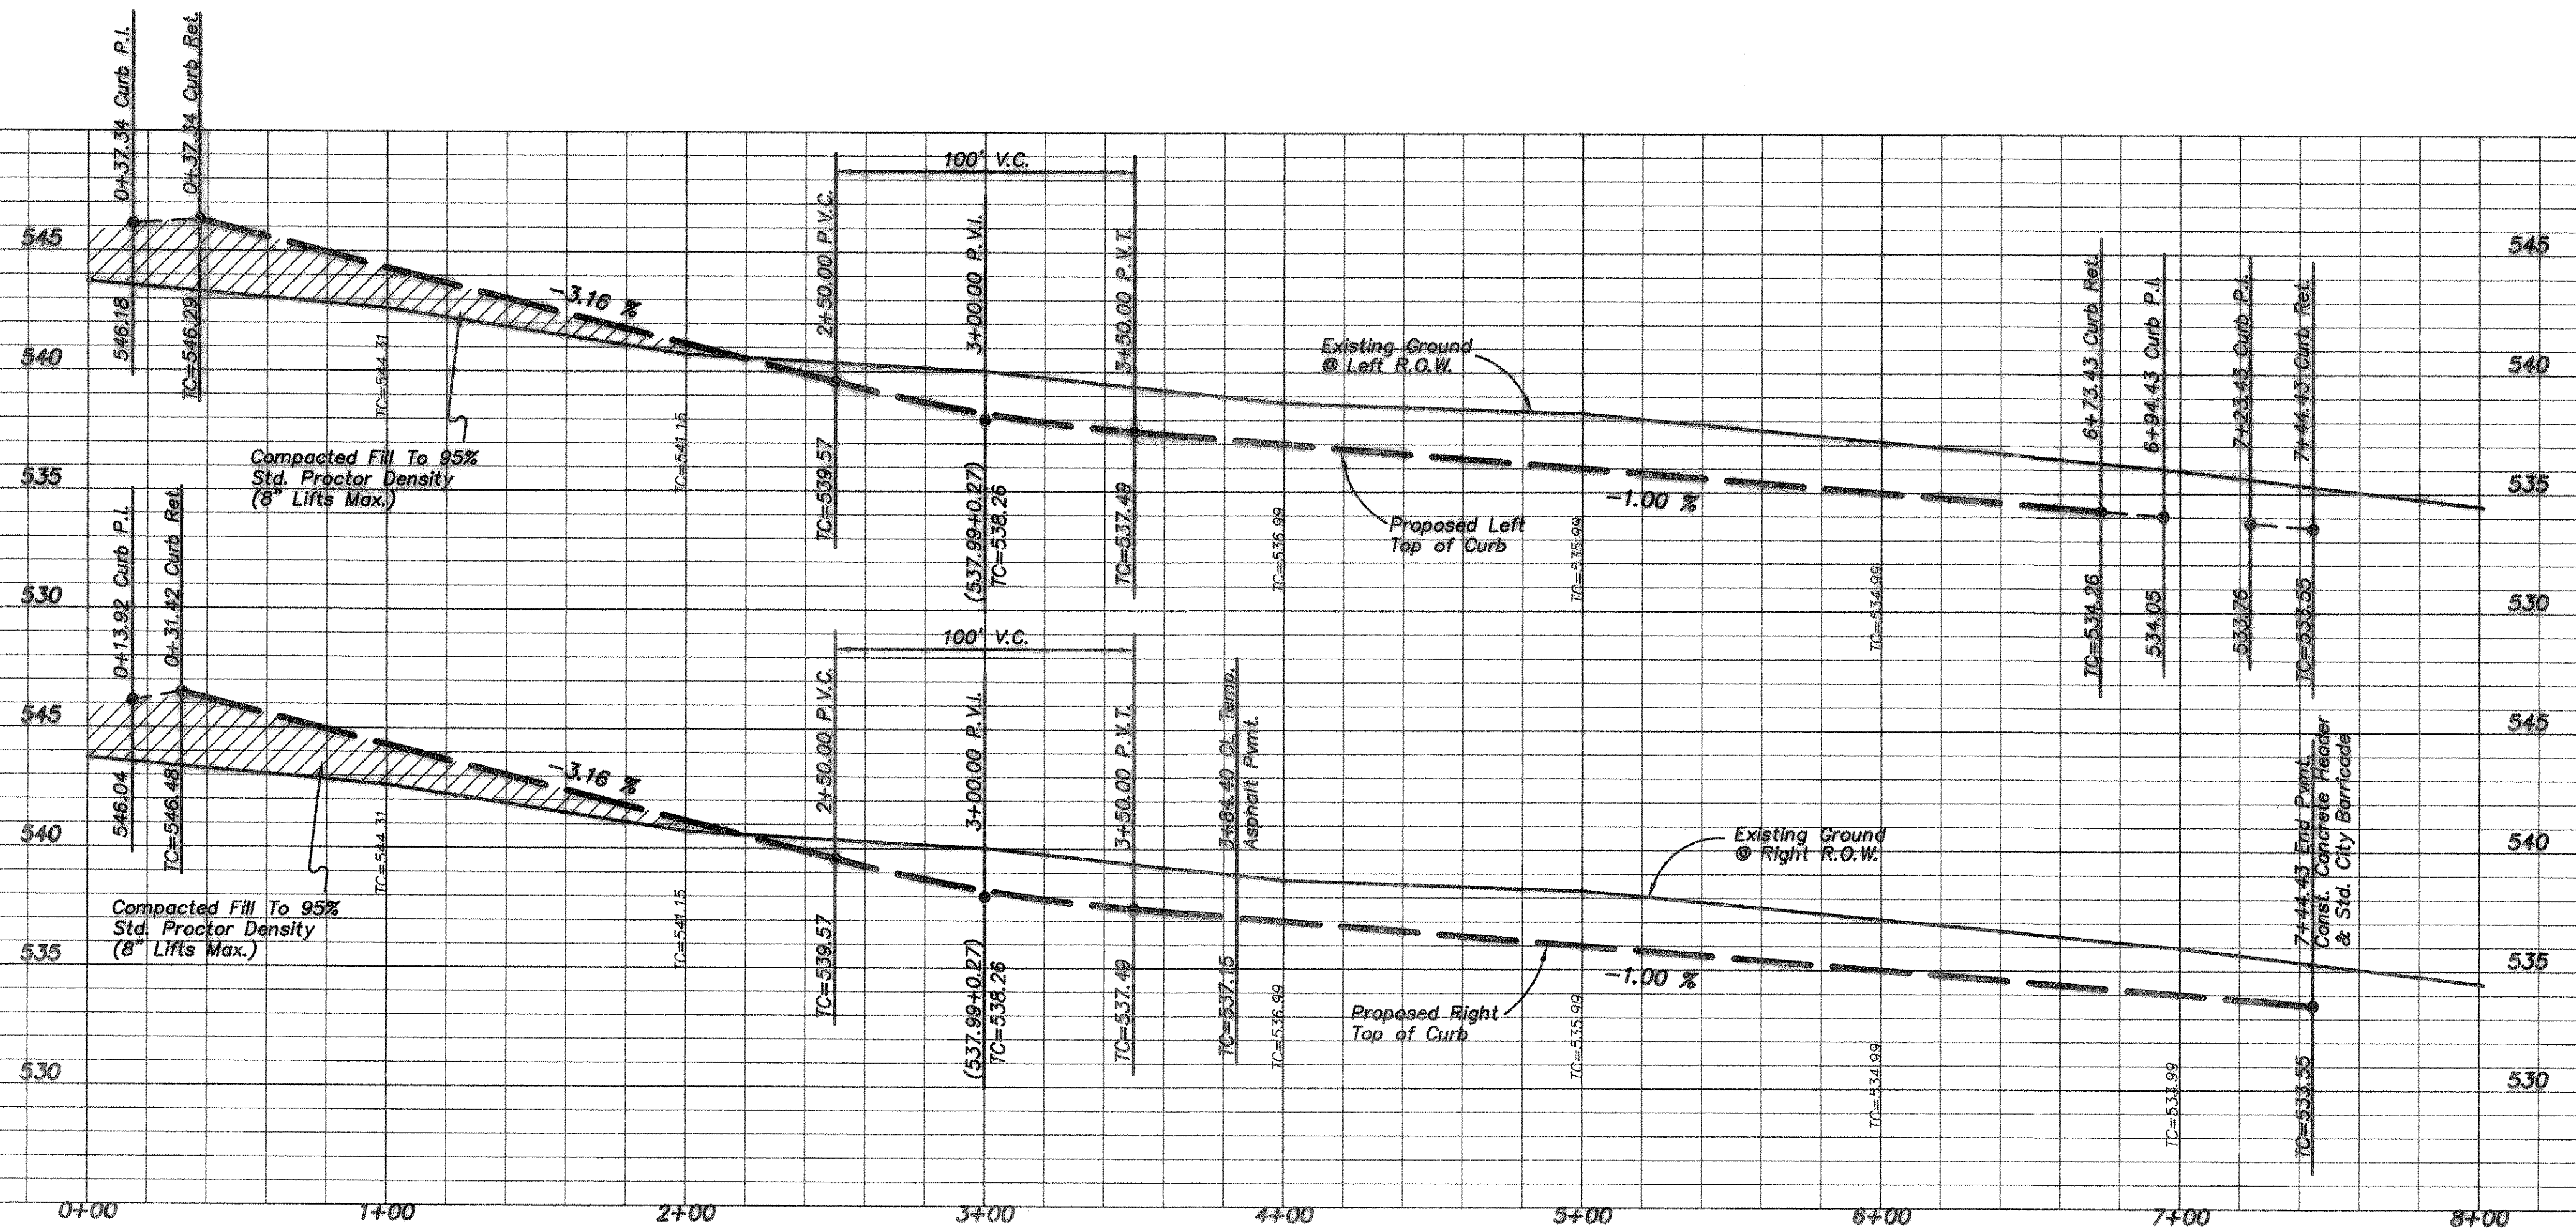 0+37.34 Curb P.I.
0+37.34 Curb Ret.
100' V.C.
2+50.00 P.V.C.
3+00.00 P.V.I.
3+50.00 P.V.T.
545
545
6+73.43 Curb Ret.
6+94.43 Curb P.I.
7+23.43 Curb P.I.
7+44.43 Curb Ret.
-3.16 %
546.18
TC=546.29
TC=544.31
Existing Ground
@ Left R.O.W.
540
540
TC=541.15
TC=539.57
Compacted Fill To 95%
Std. Proctor Density
(8" Lifts Max.)
535
535
(537.99+0.27)
TC=538.26
TC=537.49
TC=536.99
Proposed Left
Top of Curb
-1.00 %
TC=535.99
TC=534.99
TC=534.26
534.05
533.76
TC=533.55
530
530
0+13.92 Curb P.I.
0+31.42 Curb Ret.
100' V.C.
2+50.00 P.V.C.
3+00.00 P.V.I.
3+50.00 P.V.T.
3+84.40 CL Temp.
Asphalt Pvmt.
545
545
7+44.43 End Pvmt.
Const. Concrete Header
& Std. City Barricade
-3.16 %
546.04
TC=546.48
TC=544.31
540
540
Existing Ground
@ Right R.O.W.
TC=541.15
TC=539.57
Compacted Fill To 95%
Std. Proctor Density
(8" Lifts Max.)
535
535
(537.99+0.27)
TC=538.26
TC=537.49
TC=537.15
TC=536.99
-1.00 %
Proposed Right
Top of Curb
TC=535.99
TC=534.99
TC=533.99
TC=533.55
530
530
0+00
1+00
2+00
3+00
4+00
5+00
6+00
7+00
8+00